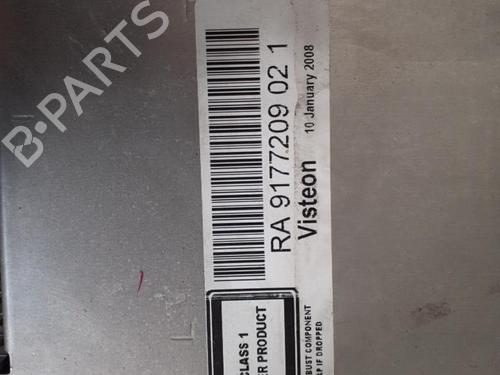 B-PARTS
RA 9177209 02 1
Visteon
10 January 2008
CLASS 1
ER PRODUCT
BUST COMPONENT
AP IF DROPPED